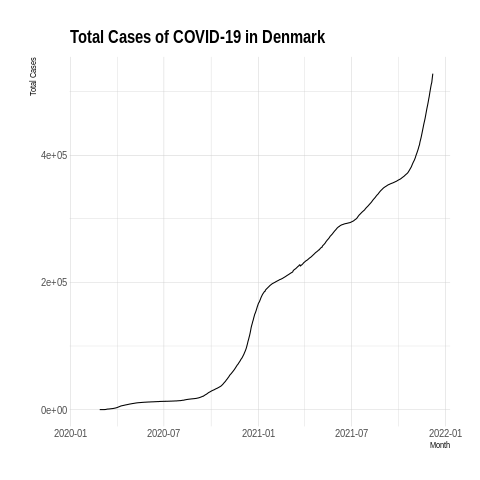 Total Cases of COVID-19 in Denmark
Total Cases
4e+05
2e+05
0e+00
2020-01 2020-07 2021-01 2021-07 2022-01
Month